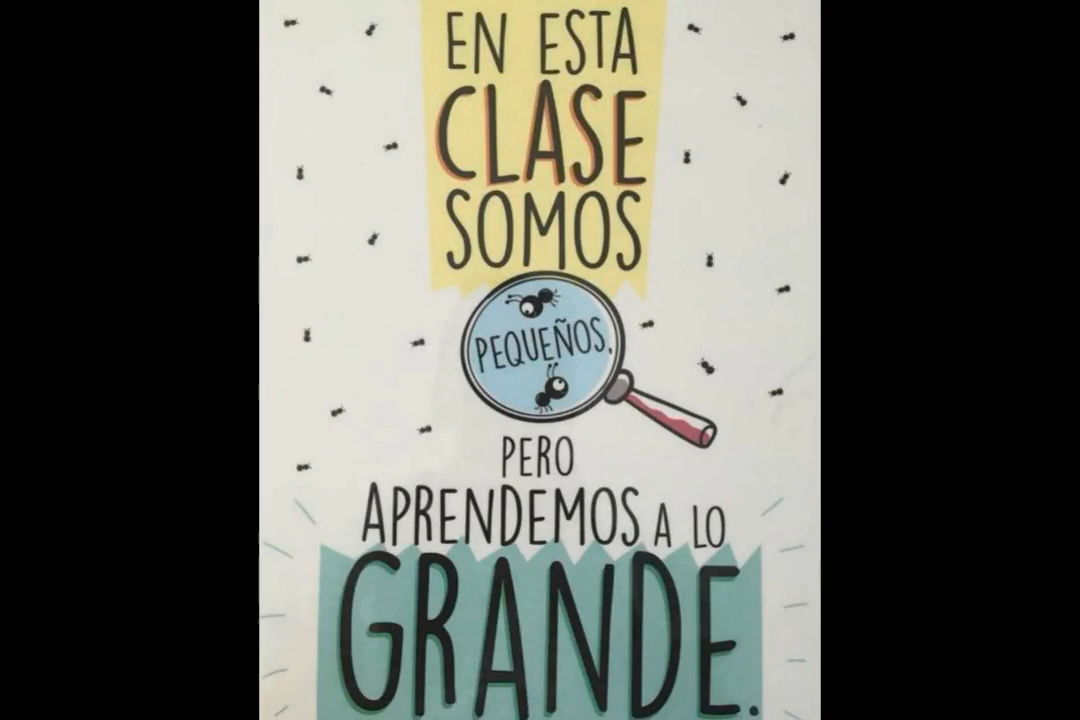 EN ESTA
CLASE
SOMOS
PEQUEÑOS,
PERO
APRENDEMOS A LO
GRANDE.